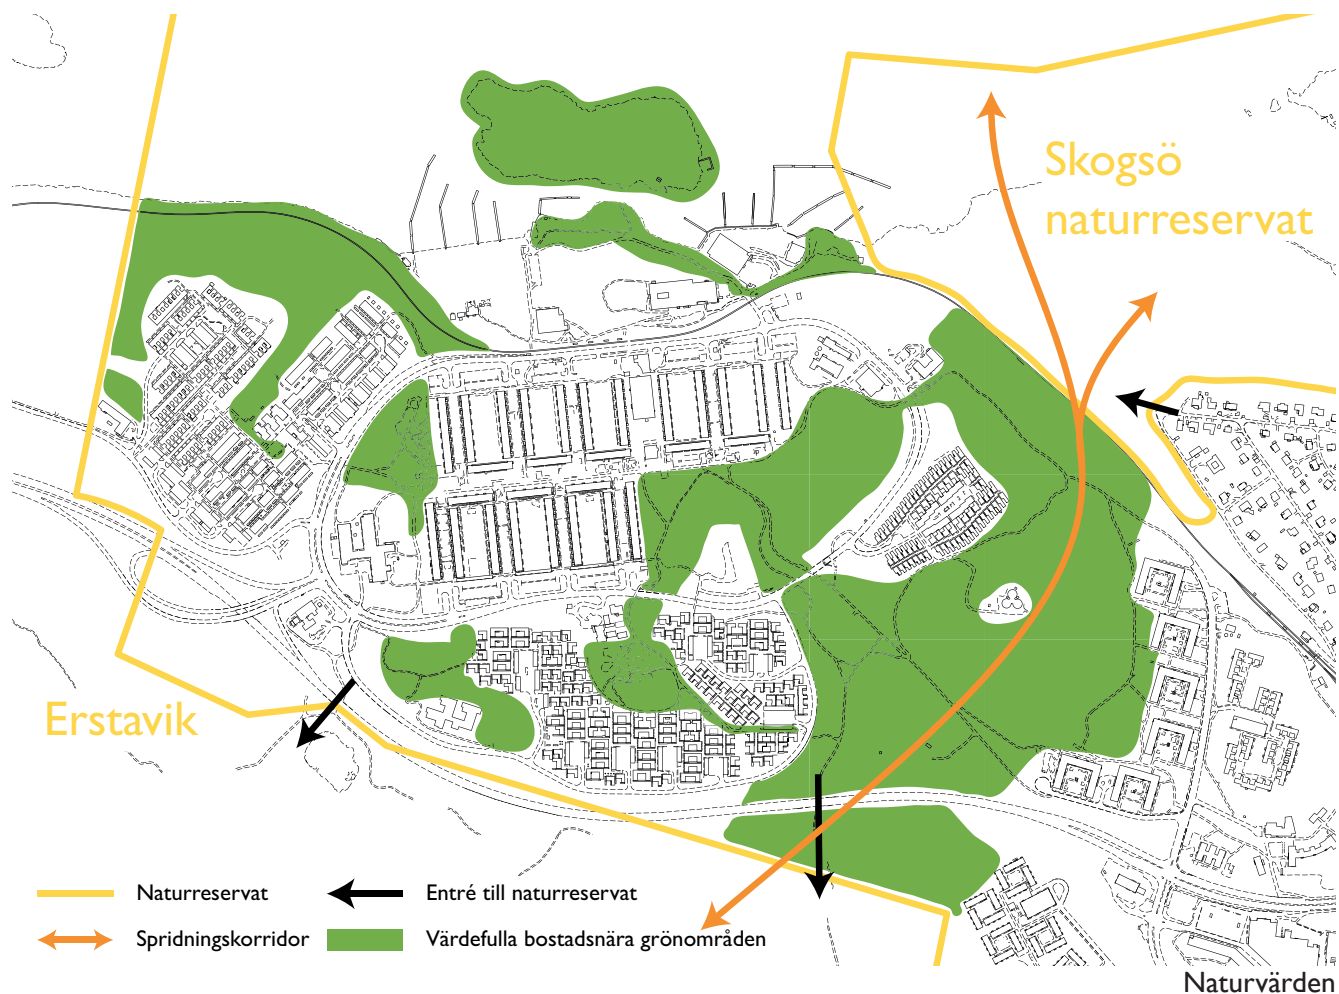 Skogsö
naturreservat
Erstavik
Naturreservat
Entré till naturreservat
Spridningskorridor
Värdefulla bostadsnära grönområden
Naturvärden